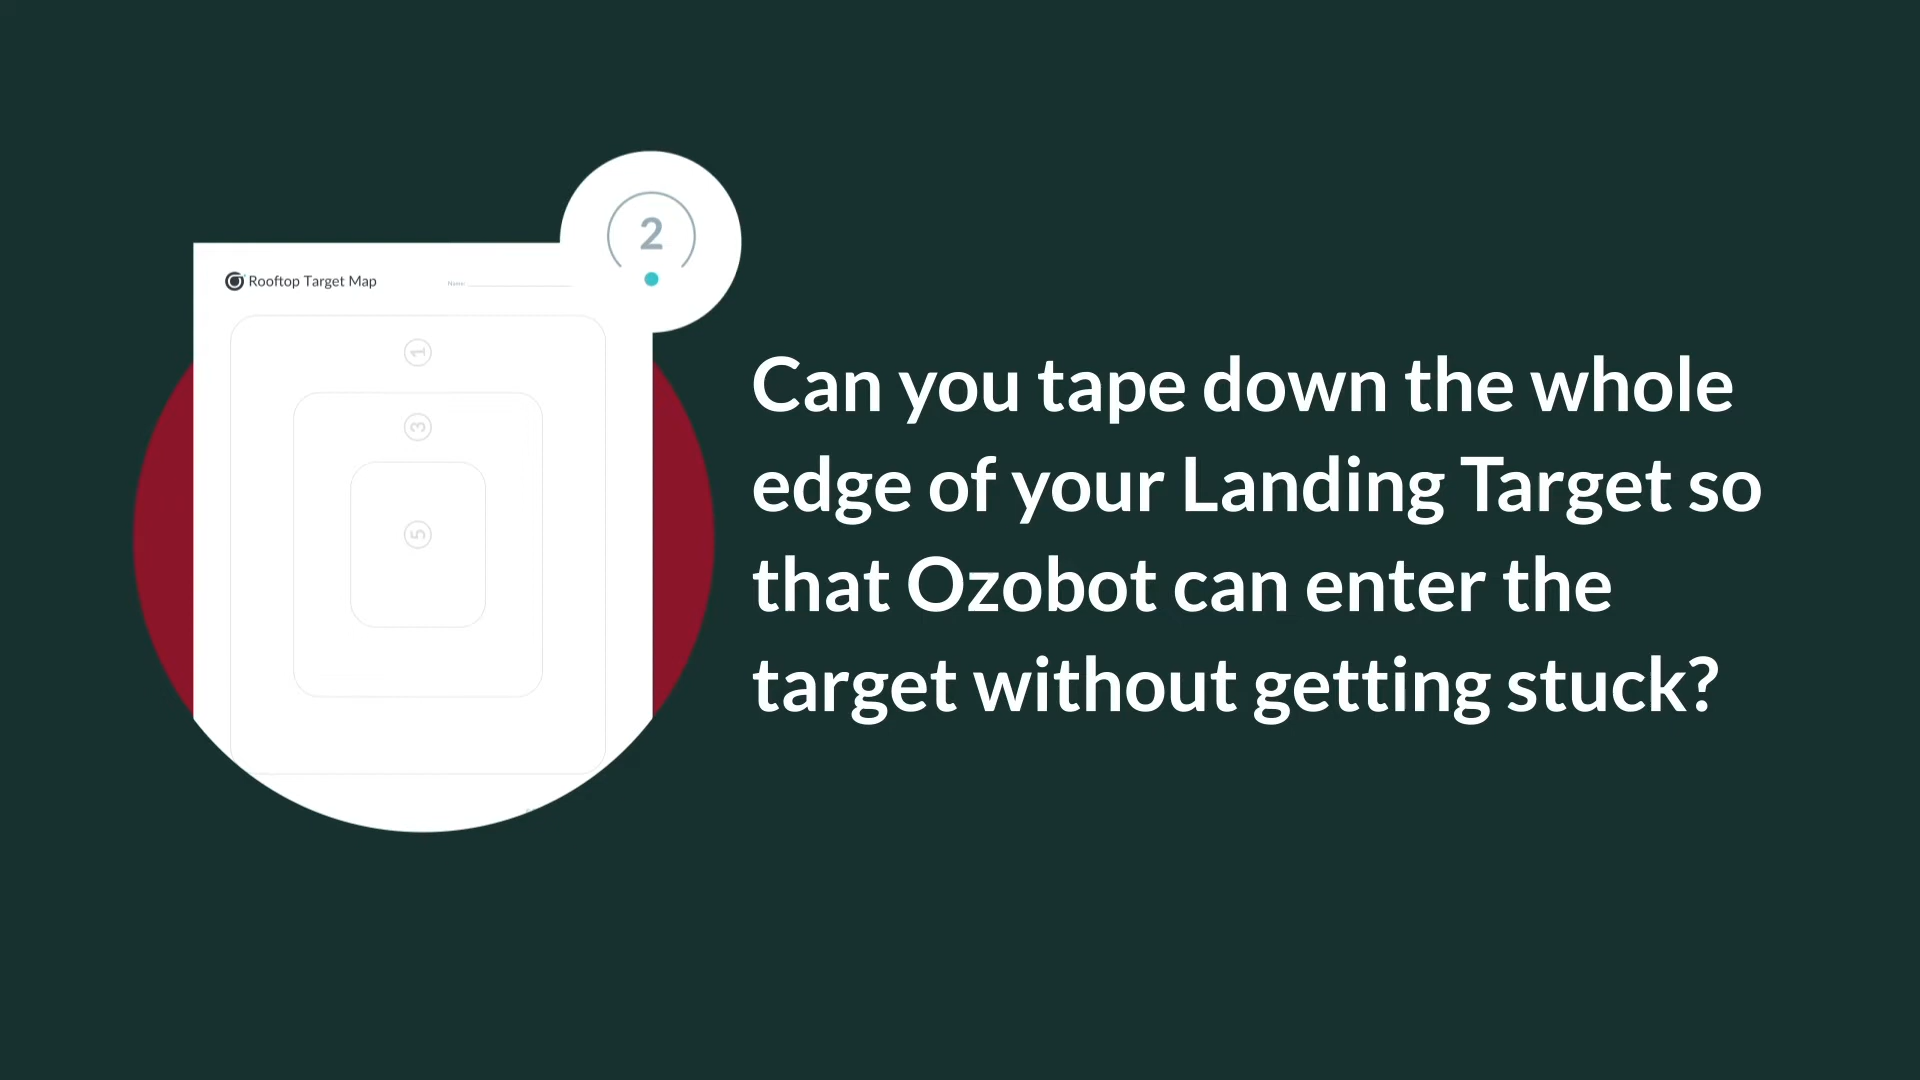 2
Rooftop Target Map
Name:
1
3
5
Can you tape down the whole
edge of your Landing Target so
that Ozobot can enter the
target without getting stuck?